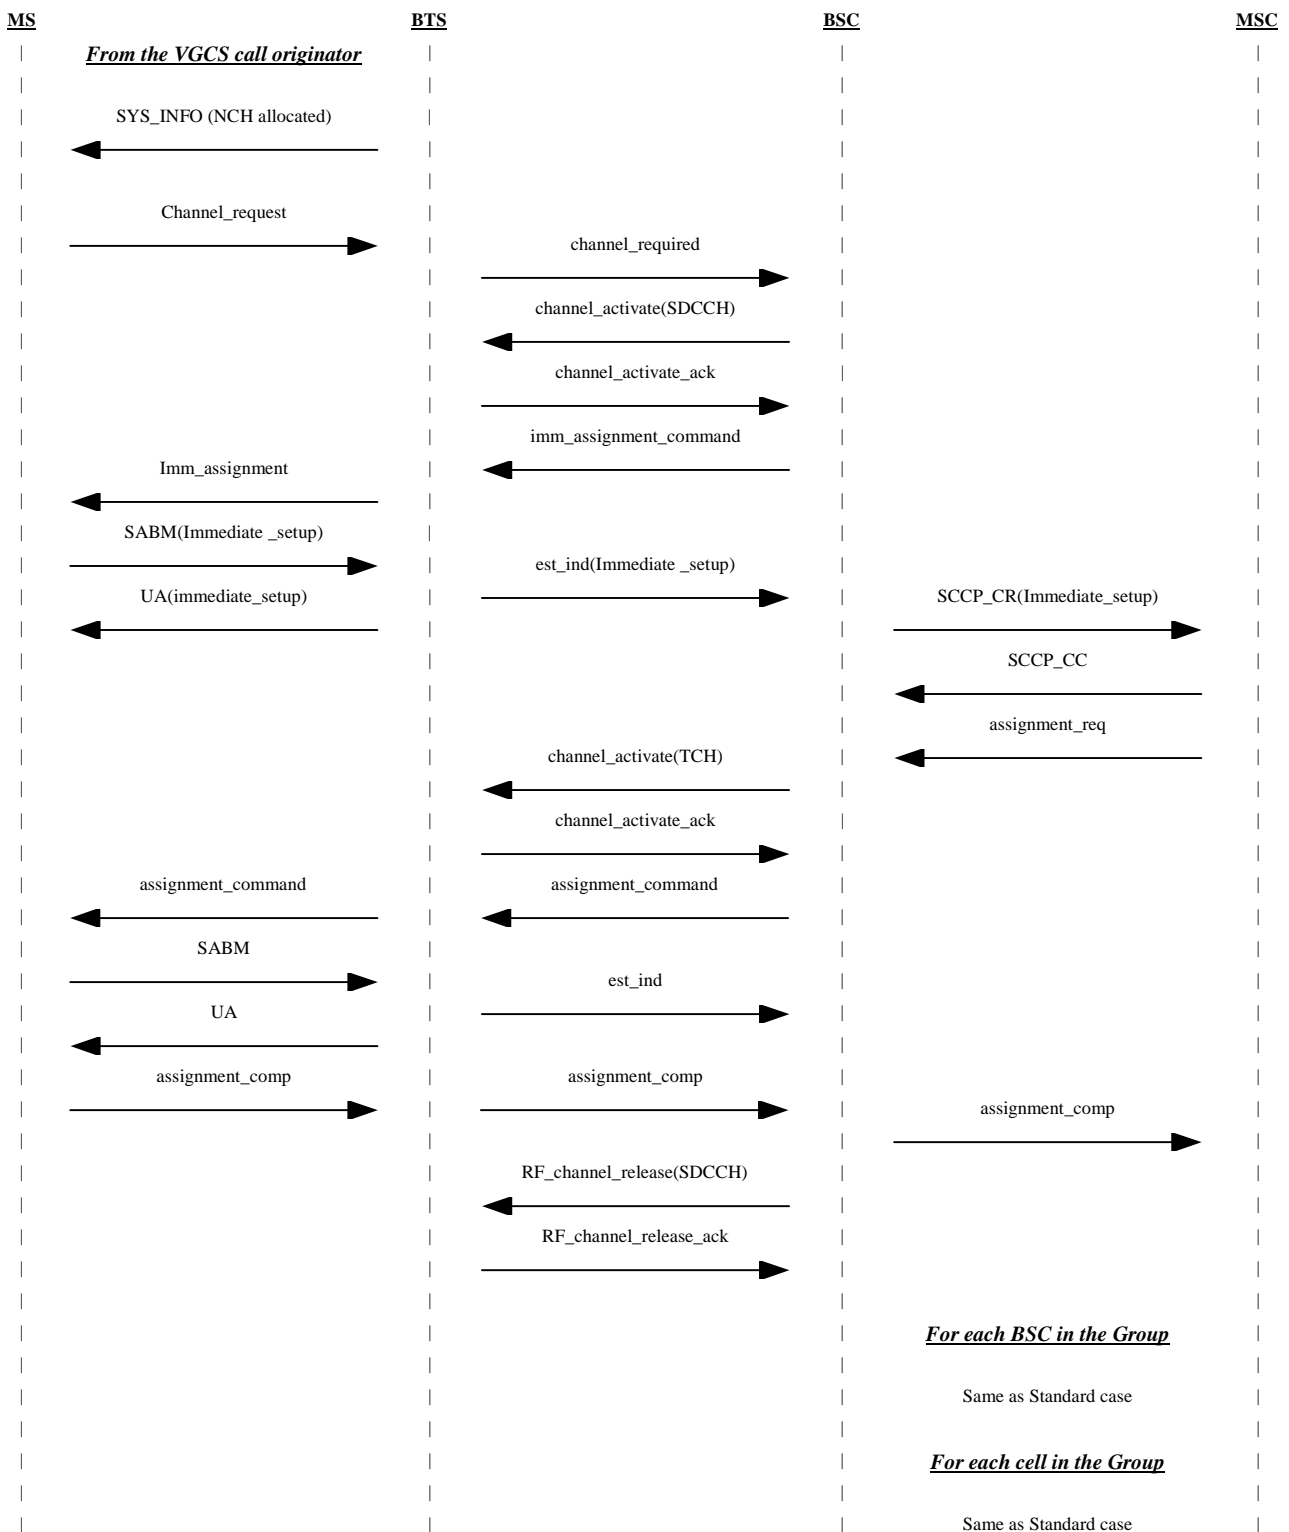 MS BTS BSC MSC
From the VGCS call originator
SYS_INFO (NCH allocated)
Channel_request
channel_required
channel_activate(SDCCH)
channel_activate_ack
imm_assignment_command
Imm_assignment
SABM(Immediate _setup)
est_ind(Immediate _setup)
UA(immediate_setup) SCCP_CR(Immediate_setup)
SCCP_CC
assignment_req
channel_activate(TCH)
channel_activate_ack
assignment_command assignment_command
SABM
est_ind
UA
assignment_comp assignment_comp
assignment_comp
RF_channel_release(SDCCH)
RF_channel_release_ack
For each BSC in the Group
Same as Standard case
For each cell in the Group
Same as Standard case